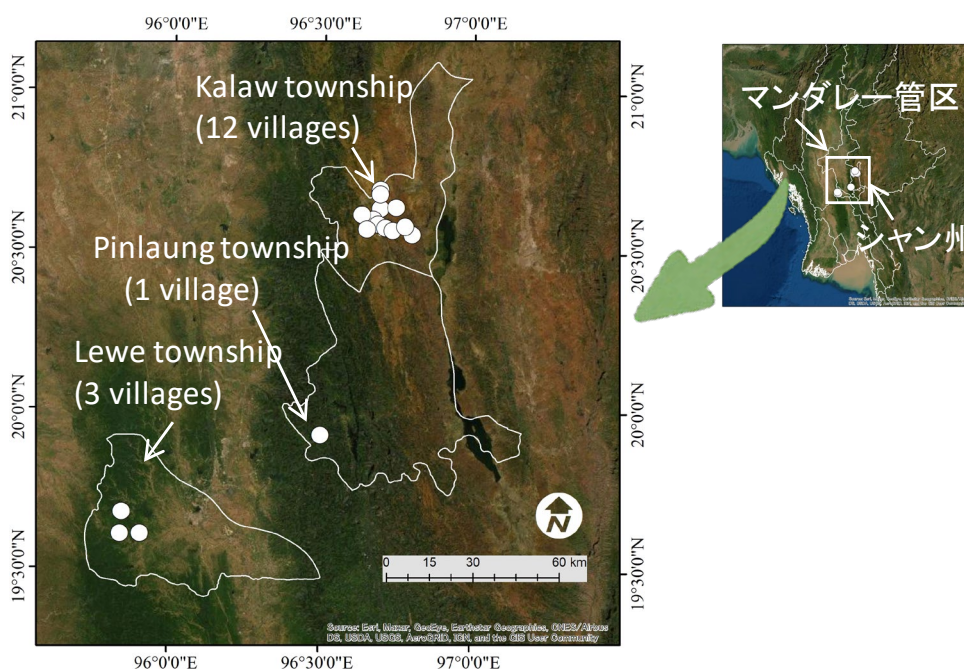 96°0'0"E
96°30'0"E
97°0'0"E
21°0'0"N
20°30'0"N
20°0'0"N
19°30'0"N
Kalaw township
(12 villages)
Pinlaung township
(1 village)
Lewe township
(3 villages)
N
0 15 30 60 km
Source: Esri, Maxar, GeoEye, Earthstar Geographics, CNES/Airbus
DS, USDA, USGS, AeroGRID, IGN, and the GIS User Community
21°0'0"N
20°30'0"N
20°0'0"N
19°30'0"N
96°0'0"E
96°30'0"E
97°0'0"E
マンダレー管区
シャン州